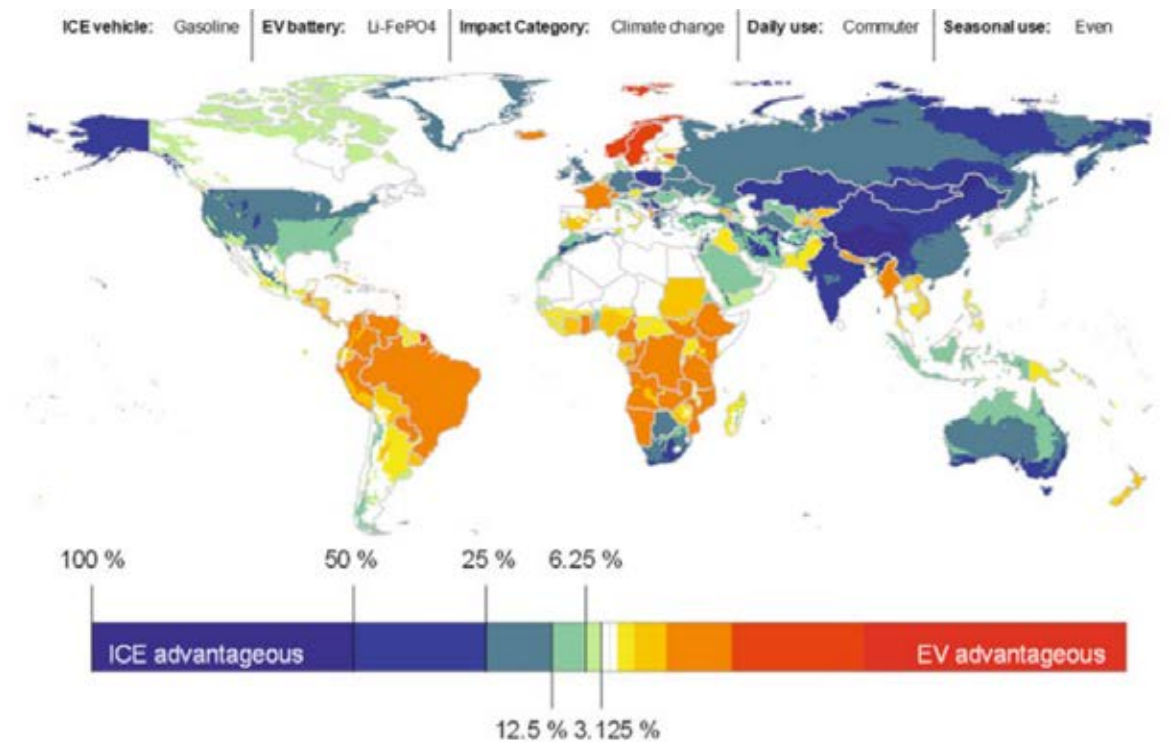 ICE vehicle: Gasoline EV battery: Li-FePO4 Impact Category: Climate change Daily use: Commuter Seasonal use: Even
100 % 50 % 25 % 6.25 %
ICE advantageous EV advantageous
12.5 % 3.125 %